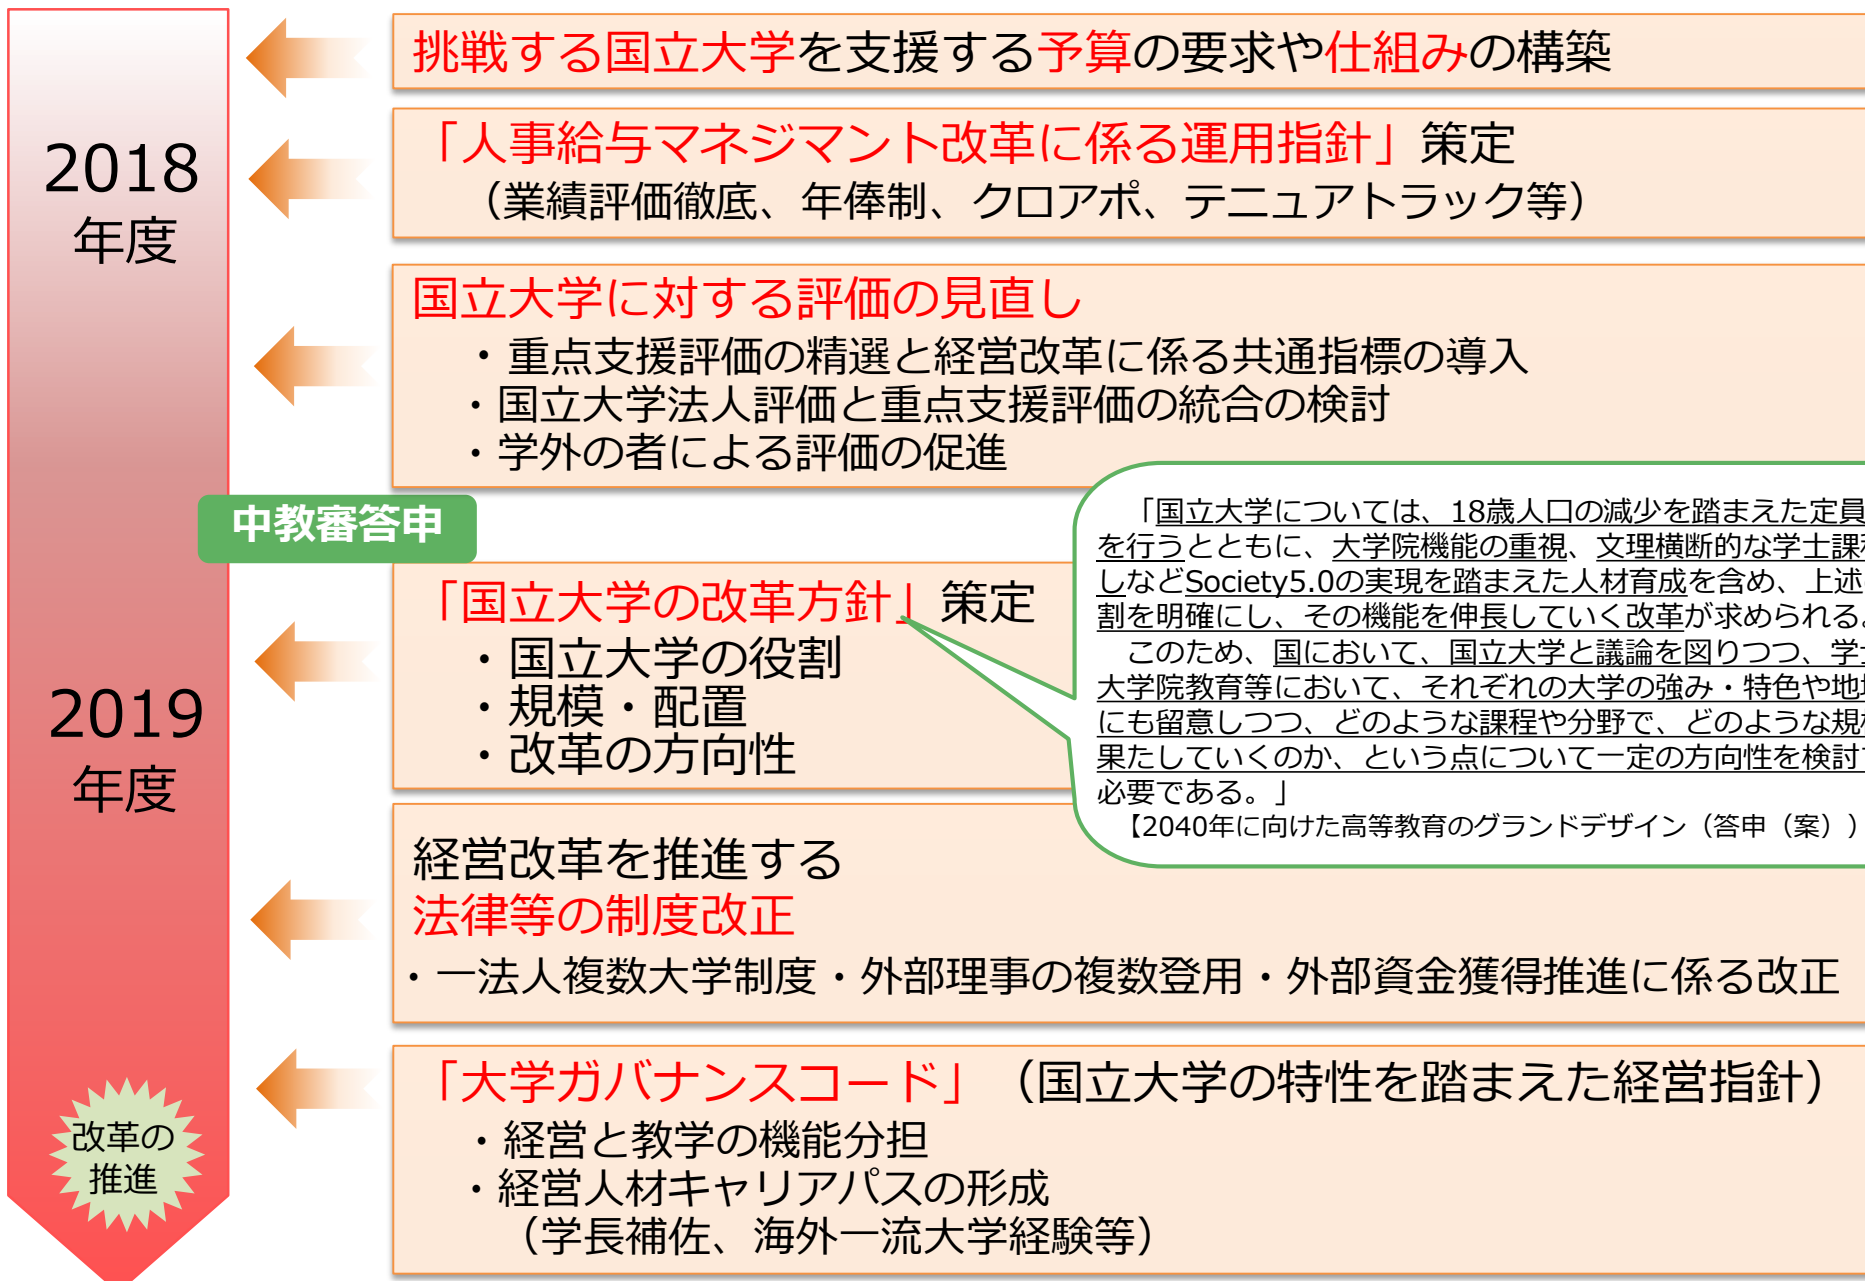 挑戦する国立大学を支援する予算の要求や仕組みの構築
2018
年度
「人事給与マネジマント改革に係る運用指針」策定
（業績評価徹底、年俸制、クロアポ、テニュアトラック等）
国立大学に対する評価の見直し
・重点支援評価の精選と経営改革に係る共通指標の導入
・国立大学法人評価と重点支援評価の統合の検討
・学外の者による評価の促進
中教審答申
「国立大学の改革方針」策定
・国立大学の役割
・規模・配置
・改革の方向性
「国立大学については、18歳人口の減少を踏まえた定員
を行うとともに、大学院機能の重視、文理横断的な学士課
しなどSociety5.0の実現を踏まえた人材育成を含め、上述
割を明確にし、その機能を伸長していく改革が求められる。
このため、国において、国立大学と議論を図りつつ、学
大学院教育等において、それぞれの大学の強み・特色や地
にも留意しつつ、どのような課程や分野で、どのような規
果たしていくのか、という点について一定の方向性を検討
必要である。」
【2040年に向けた高等教育のグランドデザイン（答申（案））
2019
年度
経営改革を推進する
法律等の制度改正
・一法人複数大学制度・外部理事の複数登用・外部資金獲得推進に係る改正
「大学ガバナンスコード」（国立大学の特性を踏まえた経営指針）
・経営と教学の機能分担
・経営人材キャリアパスの形成
（学長補佐、海外一流大学経験等）
改革の
推進